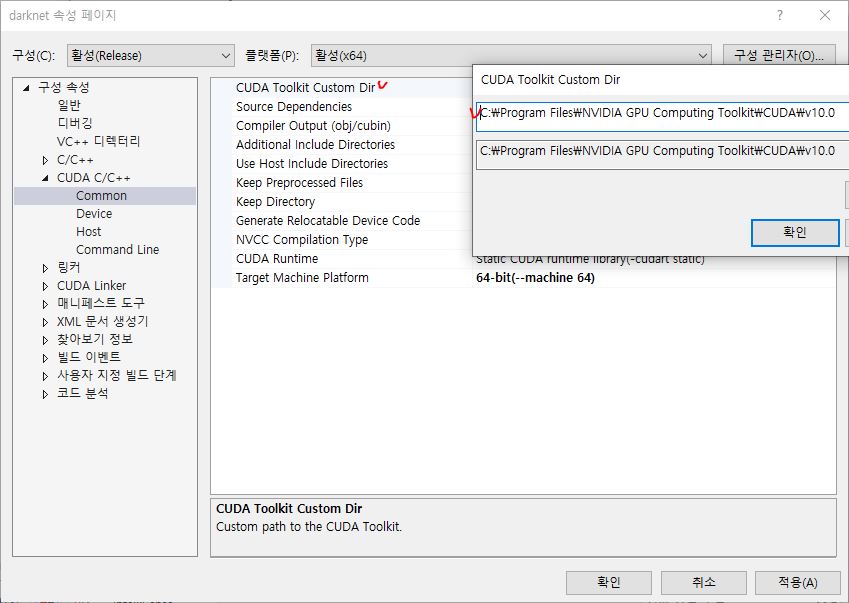 darknet 속성 페이지
구성(C): 활성(Release) 플랫폼(P): 활성(x64) 구성 관리자(O)...
구성 속성
일반
디버깅
VC++ 디렉터리
C/C++
CUDA C/C++
Common
Device
Host
Command Line
링커
CUDA Linker
매니페스트 도구
XML 문서 생성기
찾아보기 정보
빌드 이벤트
사용자 지정 빌드 단계
코드 분석
CUDA Toolkit Custom Dir
Source Dependencies
Compiler Output (obj/cubin)
Additional Include Directories
Use Host Include Directories
Keep Preprocessed Files
Keep Directory
Generate Relocatable Device Code
NVCC Compilation Type
CUDA Runtime Static CUDA runtime library(-cudart static)
Target Machine Platform 64-bit(--machine 64)
CUDA Toolkit Custom Dir
C:₩Program Files₩NVIDIA GPU Computing Toolkit₩CUDA₩v10.0
C:₩Program Files₩NVIDIA GPU Computing Toolkit₩CUDA₩v10.0
확인
CUDA Toolkit Custom Dir
Custom path to the CUDA Toolkit.
확인 취소 적용(A)